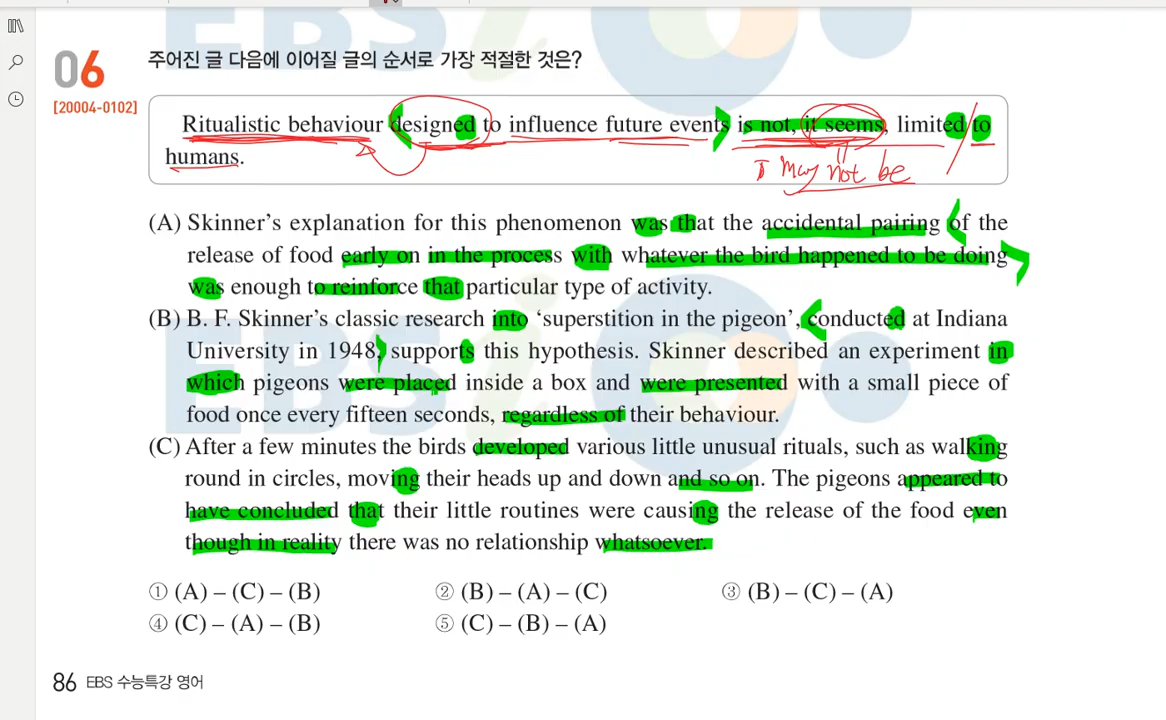 06 주어진 글 다음에 이어질 글의 순서로 가장 적절한 것은?
[20004-0102]
Ritualistic behaviour designed to influence future events is not, it seems, limited to
humans.
may not be
(A) Skinner's explanation for this phenomenon was that the accidental pairing of the
release of food early on in the process with whatever the bird happened to be doing
was enough to reinforce that particular type of activity.
(B) B. F. Skinner's classic research into ‘superstition in the pigeon’, conducted at Indiana
University in 1948, supports this hypothesis. Skinner described an experiment in
which pigeons were placed inside a box and were presented with a small piece of
food once every fifteen seconds, regardless of their behaviour.
(C) After a few minutes the birds developed various little unusual rituals, such as walking
round in circles, moving their heads up and down and so on. The pigeons appeared to
have concluded that their little routines were causing the release of the food even
though in reality there was no relationship whatsoever.
① (A) – (C) – (B) ② (B) – (A) – (C) ③ (B) – (C) – (A)
④ (C) – (A) – (B) ⑤ (C) – (B) – (A)
86 EBS 수능특강 영어
EBS i
EBS i